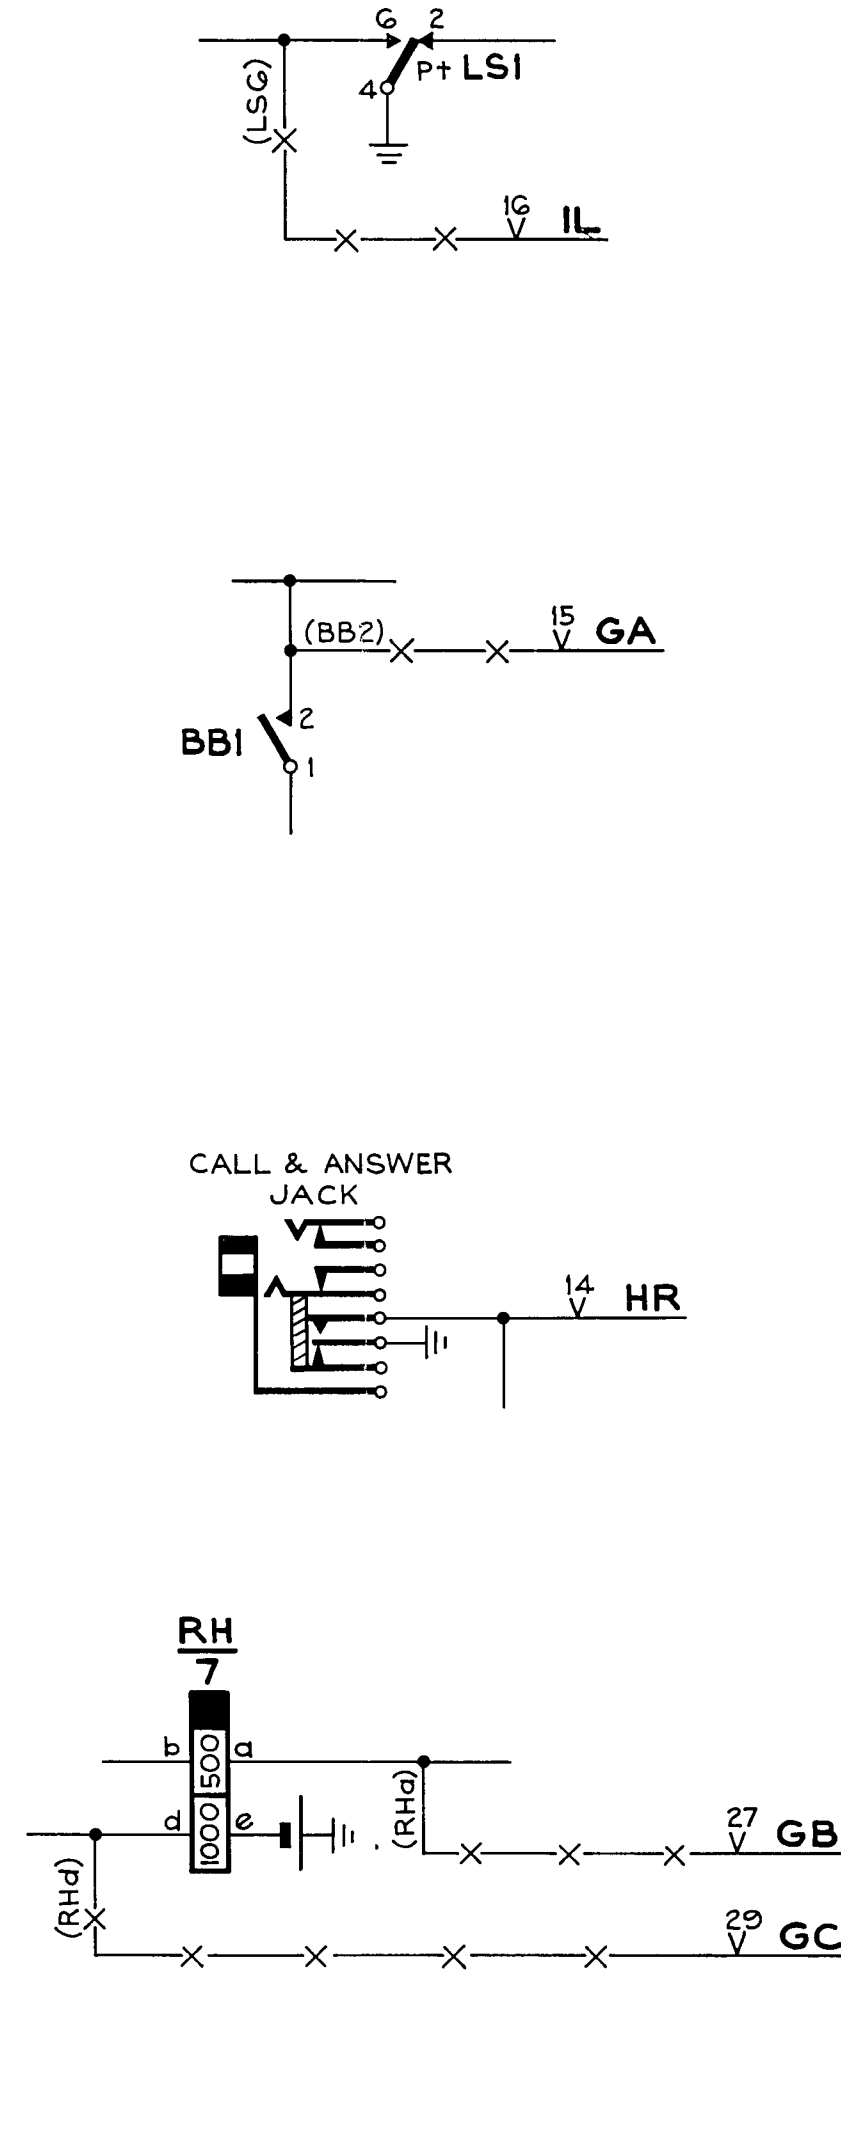 6 2
(LS6)
P+ LS1
4
16 IL
(BB2)
15 GA
BB1
2
1
CALL & ANSWER
JACK
14 HR
RH
7
b 500 a
(RHa)
d 1000 e
27 GB
(RHd)
29 GC